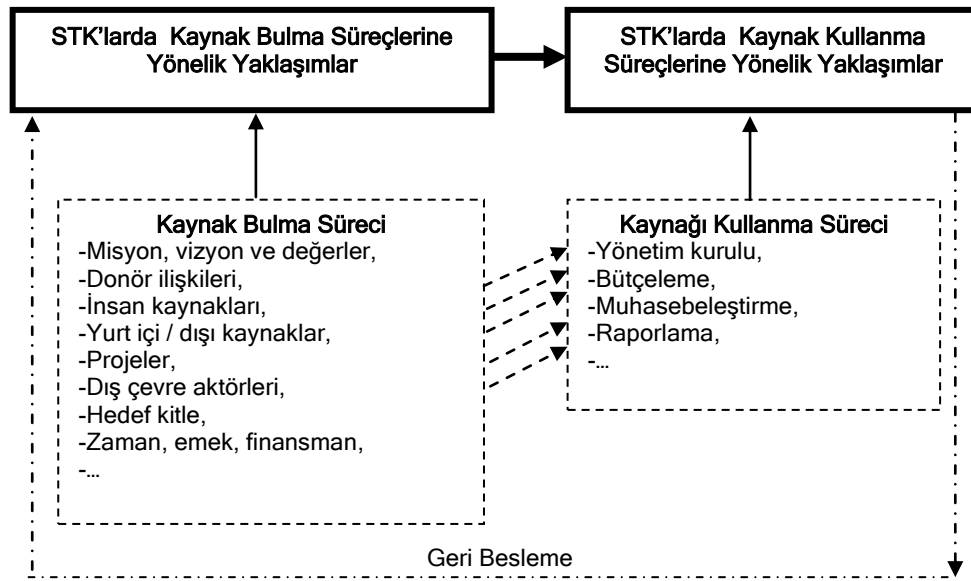 STK'larda Kaynak Bulma Süreçlerine
Yönelik Yaklaşımlar
STK'larda Kaynak Kullanma
Süreçlerine Yönelik Yaklaşımlar
Kaynak Bulma Süreci
-Misyon, vizyon ve değerler,
-Donör ilişkileri,
-İnsan kaynakları,
-Yurt içi / dışı kaynaklar,
-Projeler,
-Dış çevre aktörleri,
-Hedef kitle,
-Zaman, emek, finansman,
-...
Kaynağı Kullanma Süreci
-Yönetim kurulu,
-Bütçeleme,
-Muhasebeleştirme,
-Raporlama,
-...
Geri Besleme